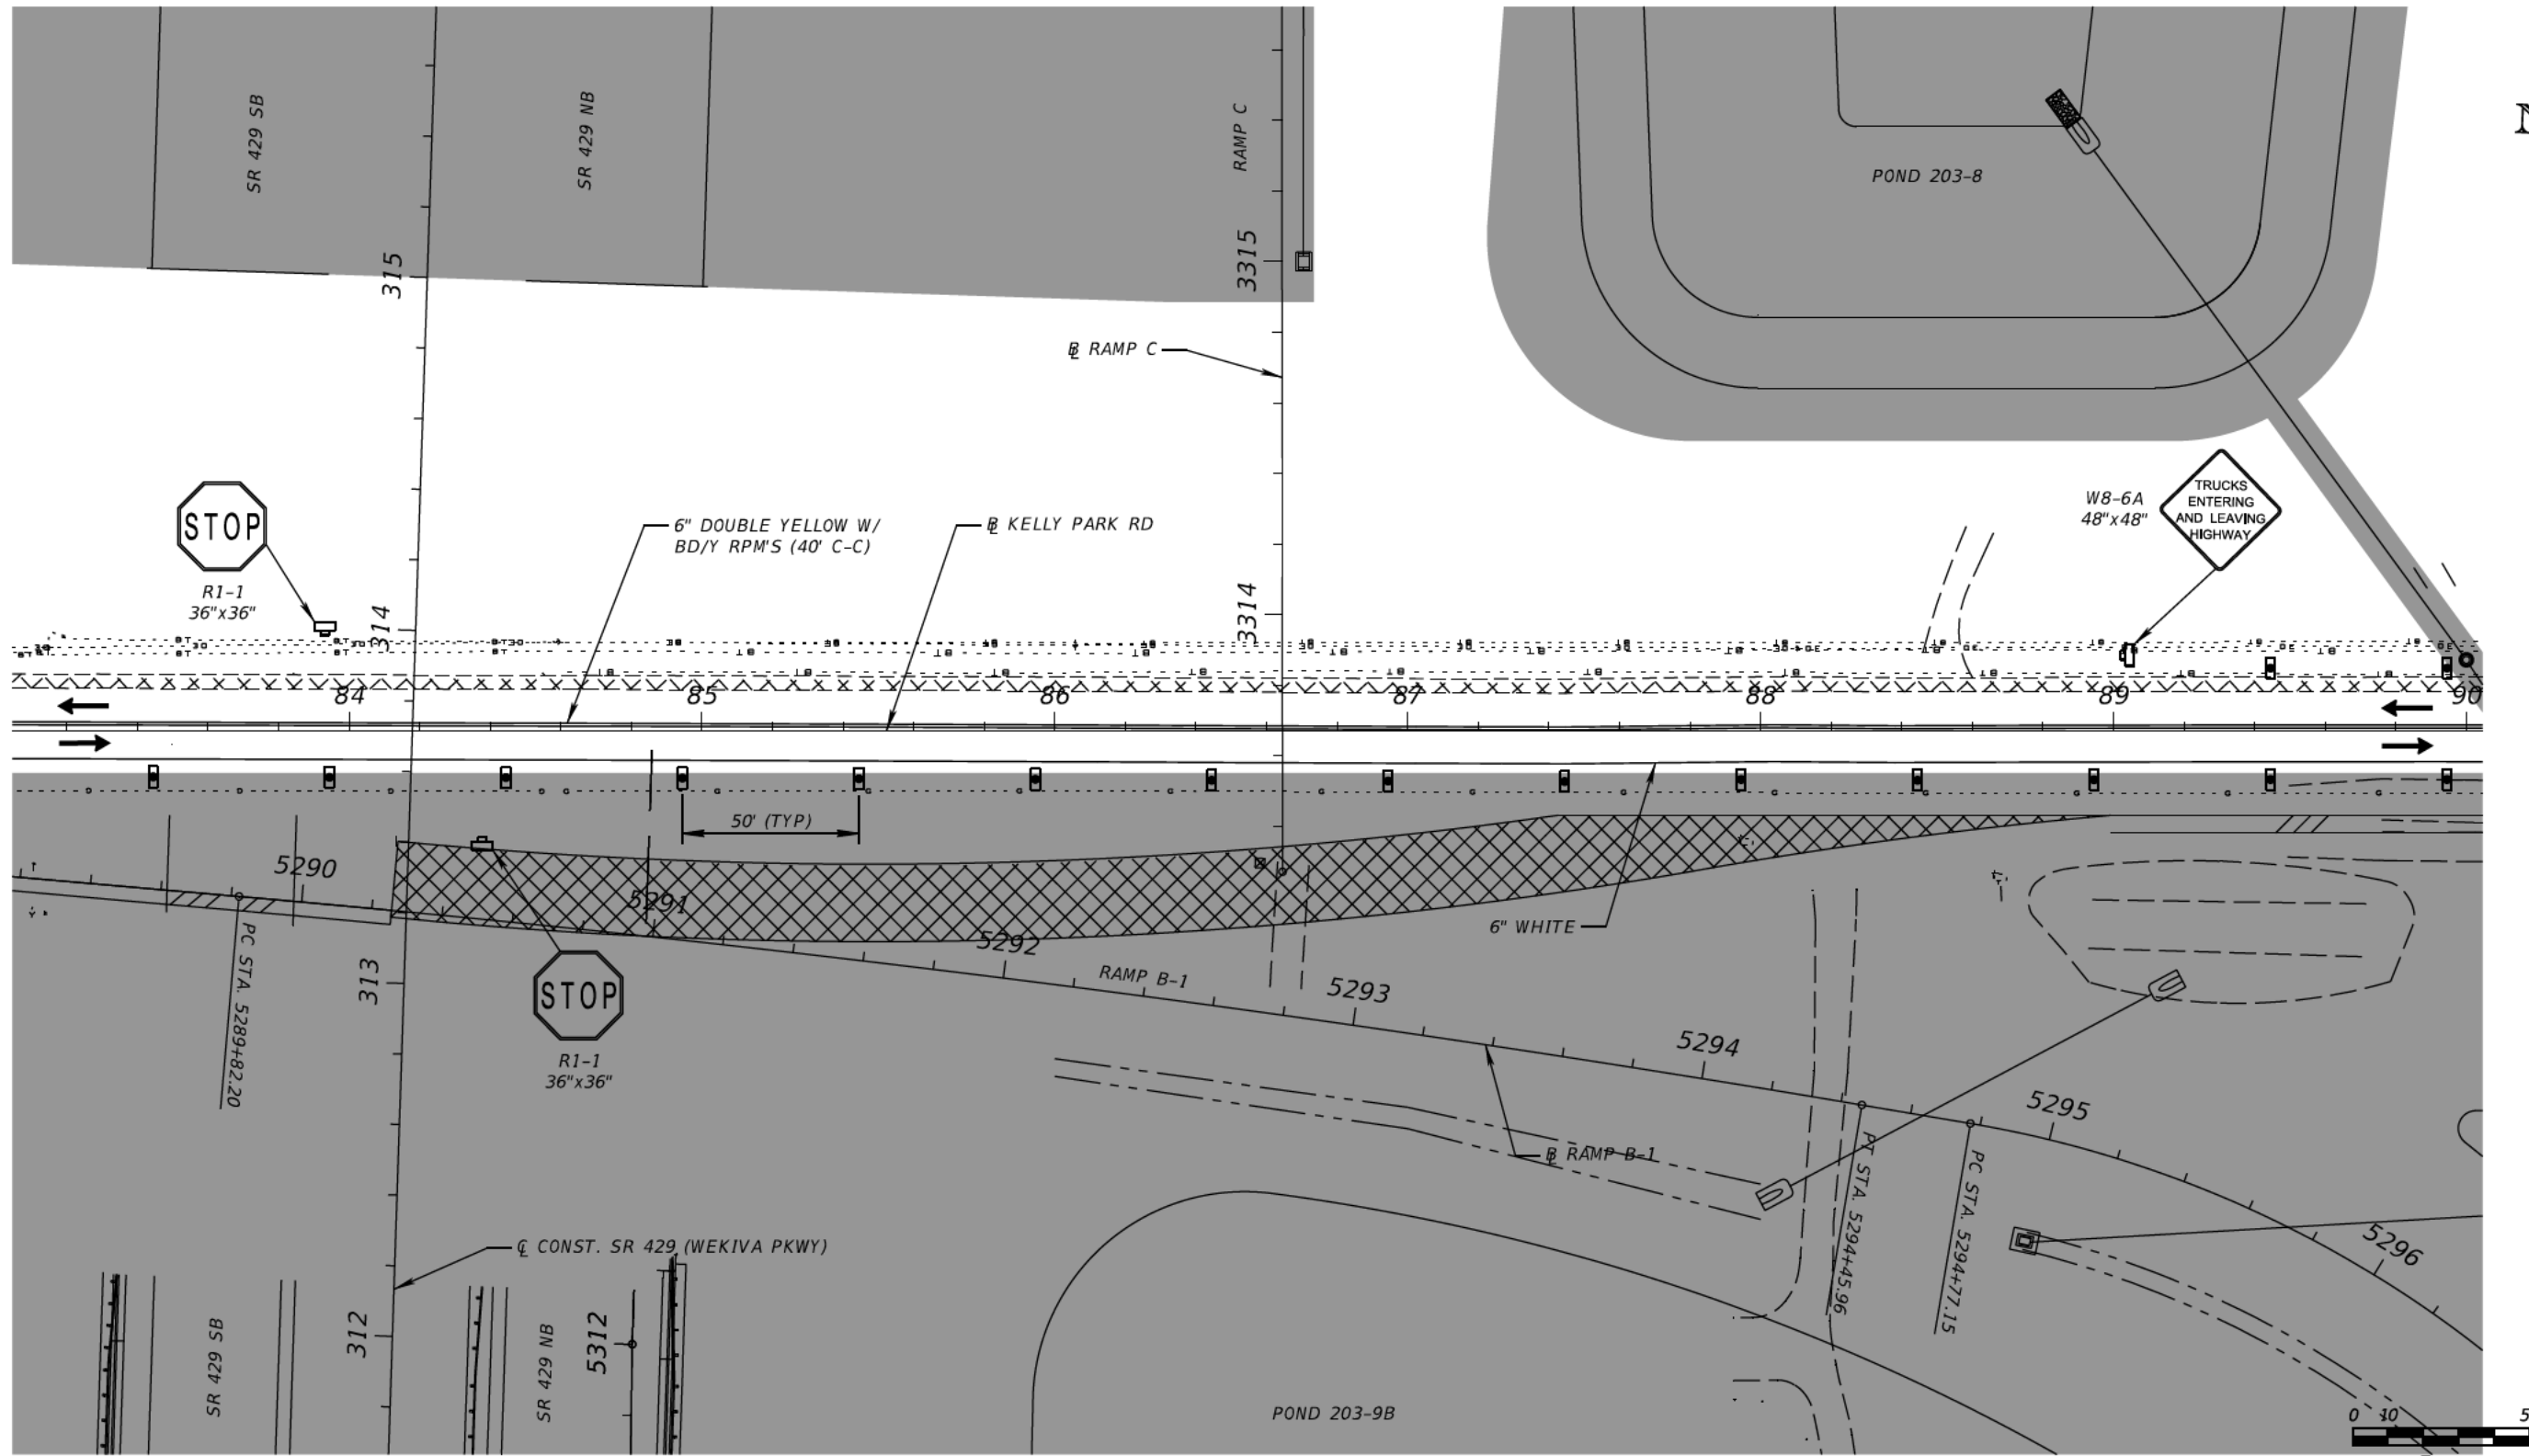 SR 429 SB
SR 429 NB
RAMP C
POND 203-8
315
3315
℄ RAMP C
STOP
R1-1
36"x36"
6" DOUBLE YELLOW W/
BD/Y RPM'S (40' C-C)
℄ KELLY PARK RD
W8-6A
48"x48"
TRUCKS
ENTERING
AND LEAVING
HIGHWAY
314
3314
84
85
86
87
88
89
90
50' (TYP)
5290
5291
5292
5293
5294
5295
5296
6" WHITE
PC STA. 5289+82.20
313
STOP
R1-1
36"x36"
RAMP B-1
℄ RAMP B-1
PT STA. 5294+45.96
PC STA. 5294+77.15
℄ CONST. SR 429 (WEKIVA PKWY)
312
5312
SR 429 SB
SR 429 NB
POND 203-9B
0 10